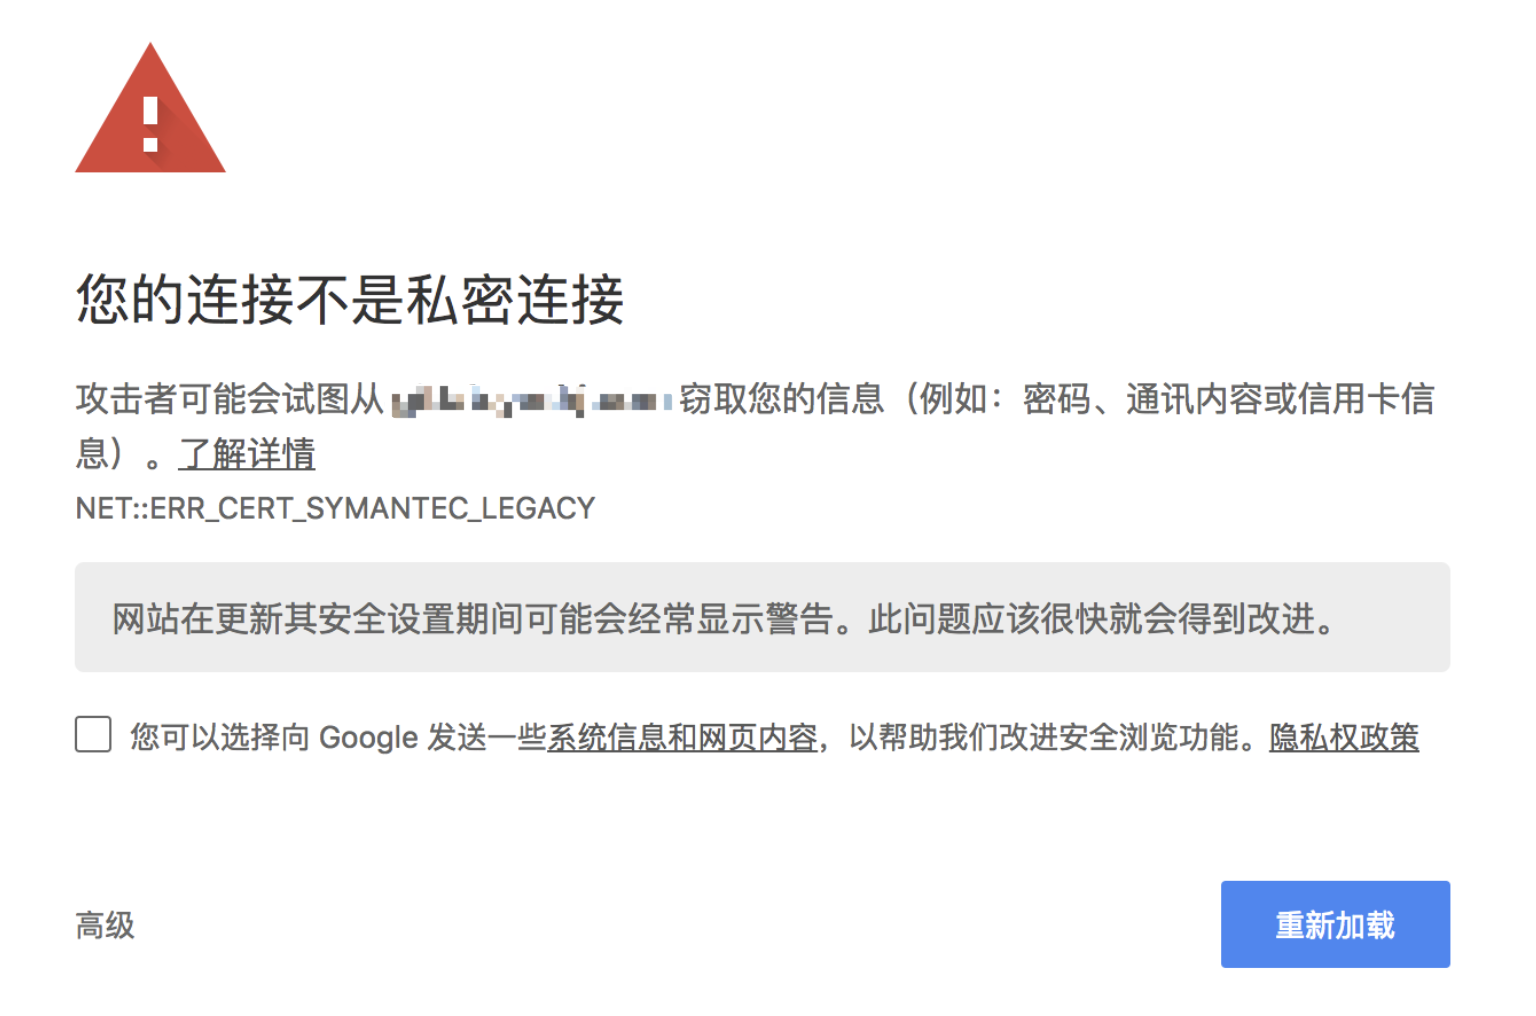 您的连接不是私密连接
攻击者可能会试图从 窃取您的信息（例如：密码、通讯内容或信用卡信
息）。了解详情
NET::ERR_CERT_SYMANTEC_LEGACY
网站在更新其安全设置期间可能会经常显示警告。此问题应该很快就会得到改进。
您可以选择向 Google 发送一些系统信息和网页内容，以帮助我们改进安全浏览功能。隐私权政策
高级
重新加载